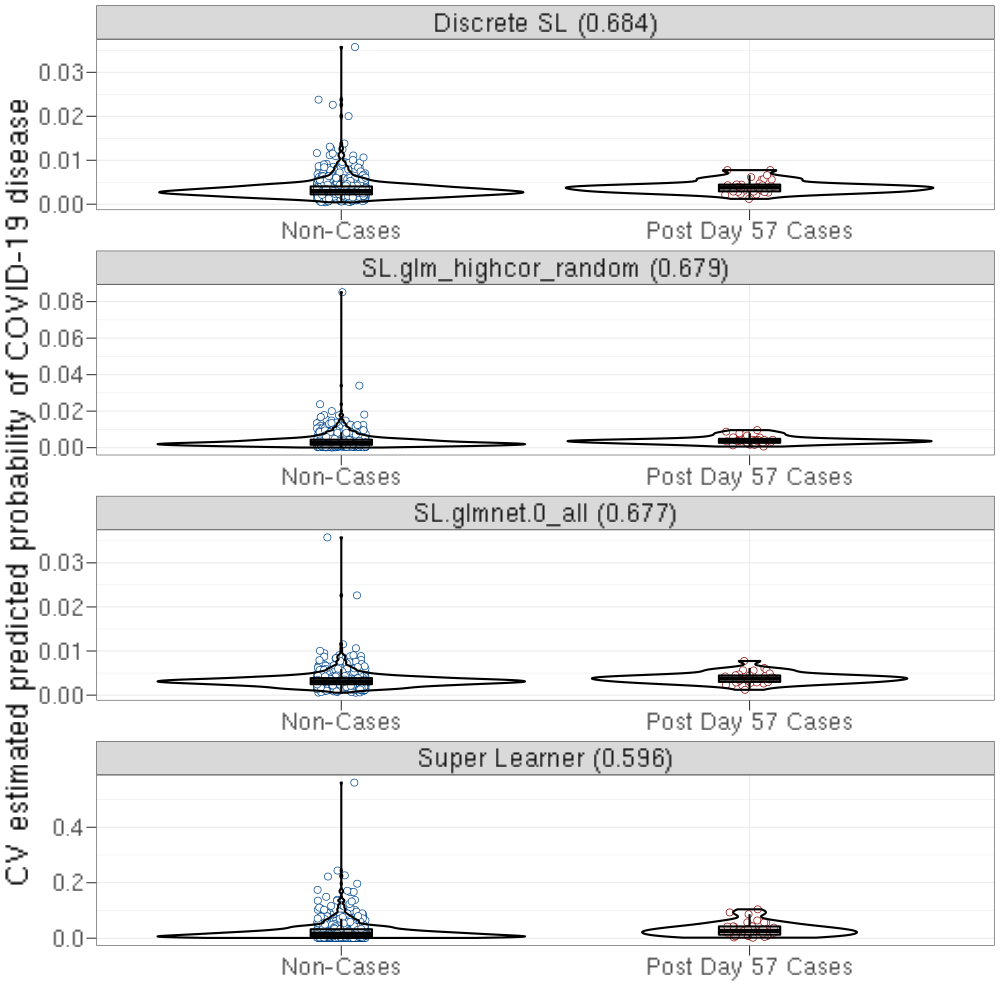 CV estimated predicted probability of COVID-19 disease
Discrete SL (0.684)
0.03
0.02
0.01
0.00
Non-Cases Post Day 57 Cases
SL.glm_highcor_random (0.679)
0.08
0.06
0.04
0.02
0.00
Non-Cases Post Day 57 Cases
SL.glmnet.0_all (0.677)
0.03
0.02
0.01
0.00
Non-Cases Post Day 57 Cases
Super Learner (0.596)
0.4
0.2
0.0
Non-Cases Post Day 57 Cases